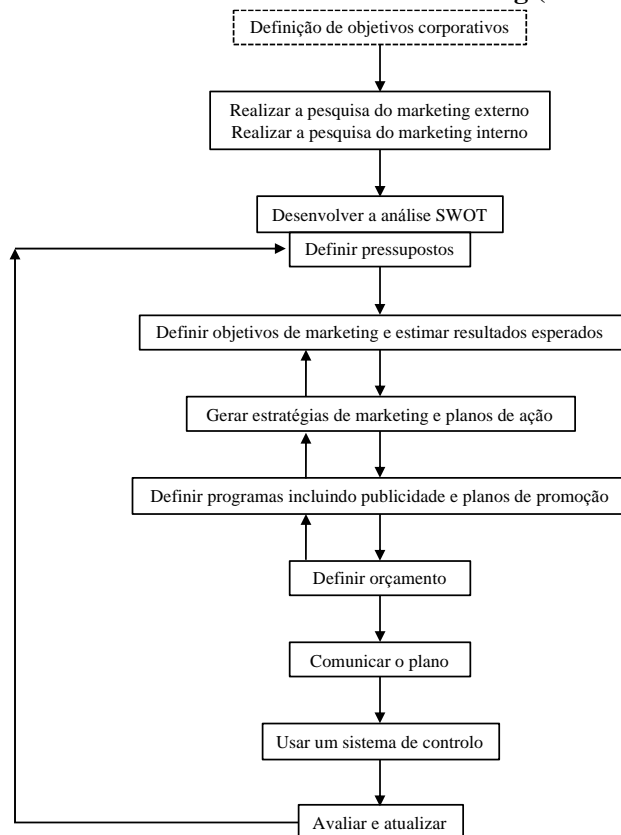 Definição de objetivos corporativos
Realizar a pesquisa do marketing externo
Realizar a pesquisa do marketing interno
Desenvolver a análise SWOT
Definir pressupostos
Definir objetivos de marketing e estimar resultados esperados
Gerar estratégias de marketing e planos de ação
Definir programas incluindo publicidade e planos de promoção
Definir orçamento
Comunicar o plano
Usar um sistema de controlo
Avaliar e atualizar